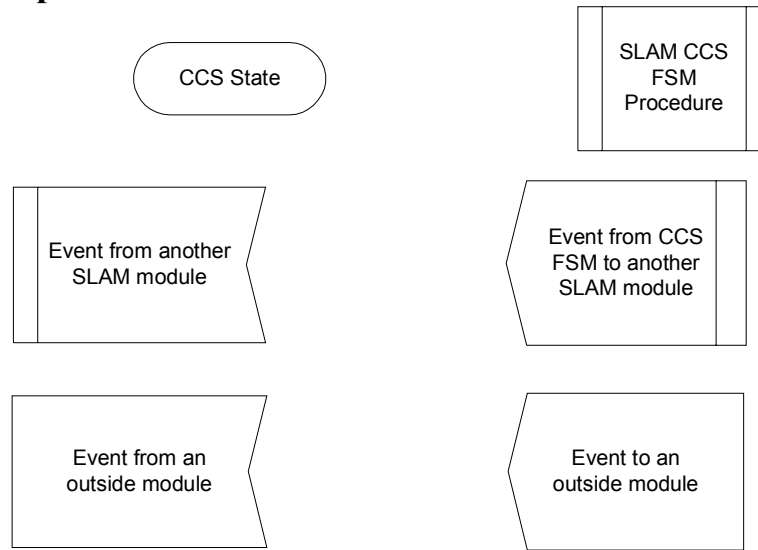 CCS State
SLAM CCS
FSM
Procedure
Event from another
SLAM module
Event from CCS
FSM to another
SLAM module
Event from an
outside module
Event to an
outside module